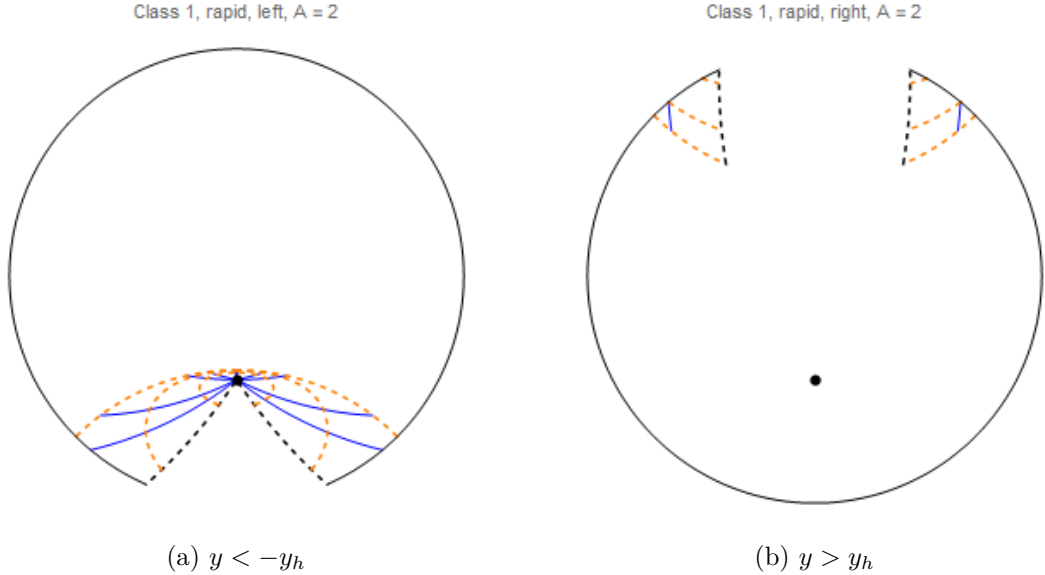 Class 1, rapid, left, A = 2
Class 1, rapid, right, A = 2
(a) y < −y_h
(b) y > y_h